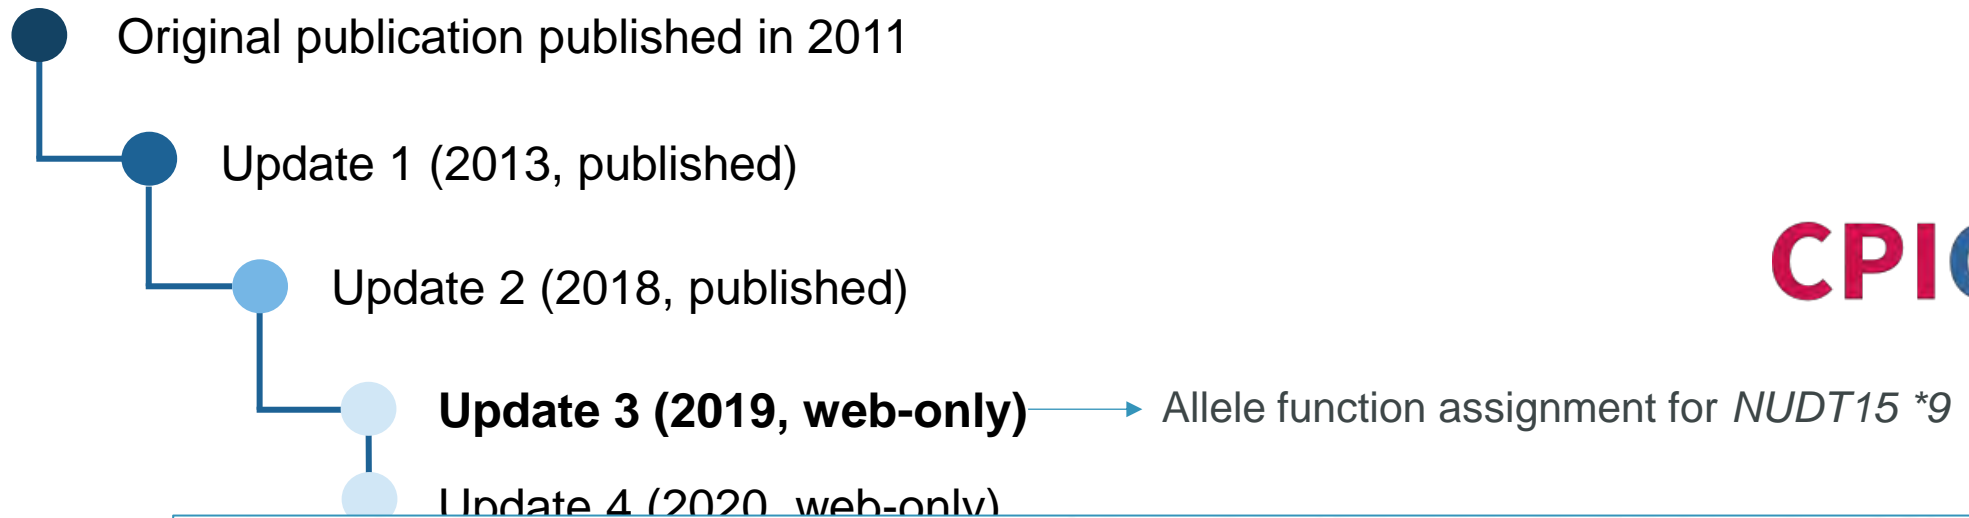 Original publication published in 2011
Update 1 (2013, published)
Update 2 (2018, published)
CPIC
Update 3 (2019, web-only)
Allele function assignment for NUDT15 *9
Update 4 (2020, web-only)